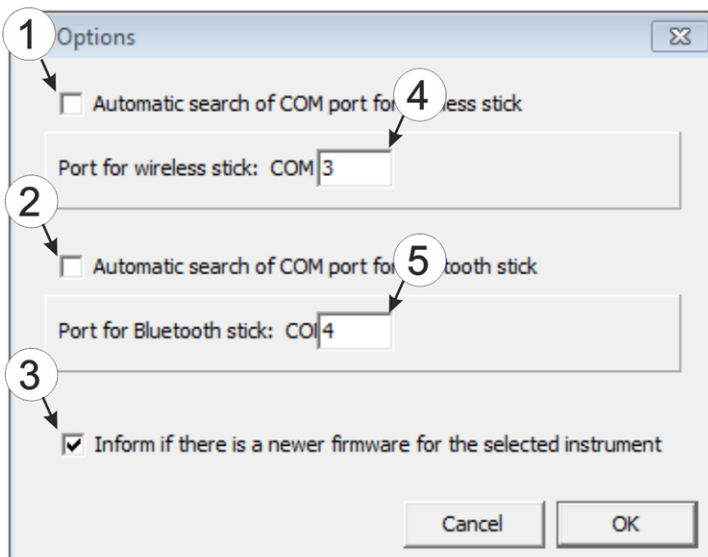 1
Options
4
Automatic search of COM port for less stick
Port for wireless stick: COM 3
2
5
Automatic search of COM port for tooth stick
Port for Bluetooth stick: 4
3
Inform if there is a newer firmware for the selected instrument
Cancel OK